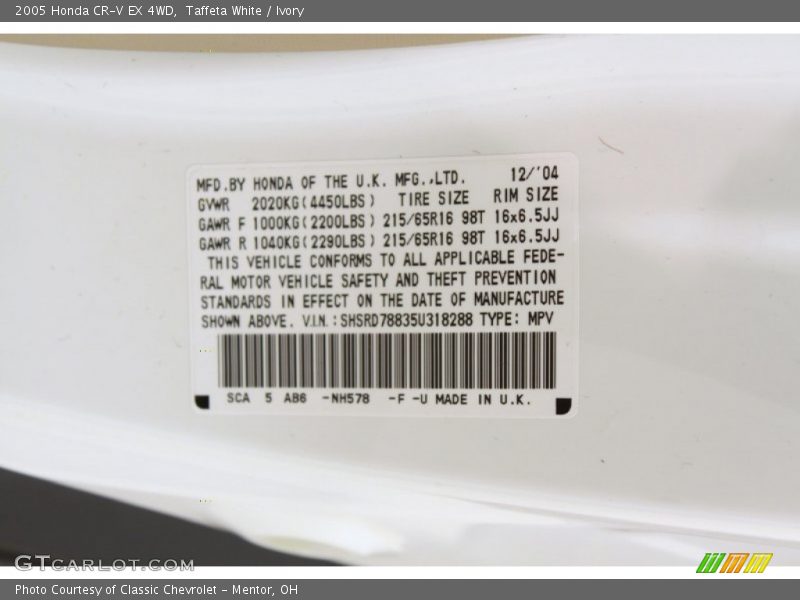 2005 Honda CR-V EX 4WD,  Taffeta White / Ivory
MFD.BY HONDA OF THE U.K. MFG.,LTD. 12/'04
GVWR 2020KG(4450LBS) TIRE SIZE RIM SIZE
GAWR F 1000KG(2200LBS) 215/65R16 98T 16x6.5JJ
GAWR R 1040KG(2290LBS) 215/65R16 98T 16x6.5JJ
THIS VEHICLE CONFORMS TO ALL APPLICABLE FEDE-
RAL MOTOR VEHICLE SAFETY AND THEFT PREVENTION
STANDARDS IN EFFECT ON THE DATE OF MANUFACTURE
SHOWN ABOVE. V.I.N.:SHSRD78835U318288 TYPE: MPV
SCA 5 AB6 -NH578 -F -U MADE IN U.K.
GTCARLOT.COM
Photo Courtesy of Classic Chevrolet - Mentor, OH